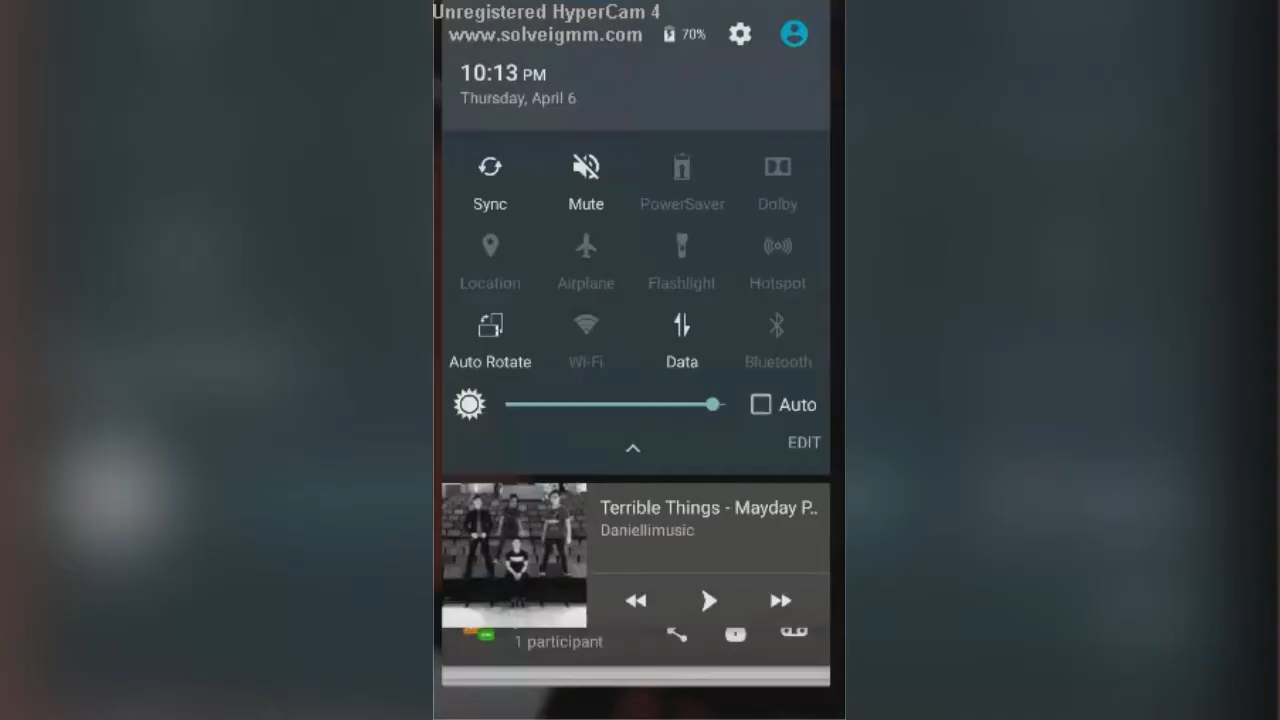 Unregistered HyperCam 4
www.solveigmm.com
70%
10:13 PM
Thursday, April 6
Sync Mute PowerSaver Dolby
Location Airplane Flashlight Hotspot
Auto Rotate Wi-Fi Data Bluetooth
Auto
EDIT
Terrible Things - Mayday P..
Daniellimusic
1 participant